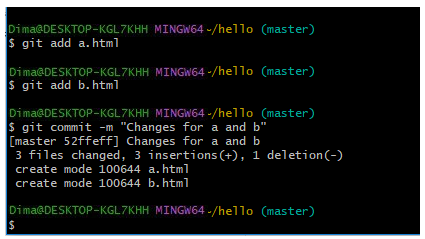 Dima@DESKTOP-KGL7KHH MINGW64 ~/hello (master)
$ git add a.html
Dima@DESKTOP-KGL7KHH MINGW64 ~/hello (master)
$ git add b.html
Dima@DESKTOP-KGL7KHH MINGW64 ~/hello (master)
$ git commit -m "Changes for a and b"
[master 52ffeff] Changes for a and b
 3 files changed, 3 insertions(+), 1 deletion(-)
 create mode 100644 a.html
 create mode 100644 b.html
Dima@DESKTOP-KGL7KHH MINGW64 ~/hello (master)
$